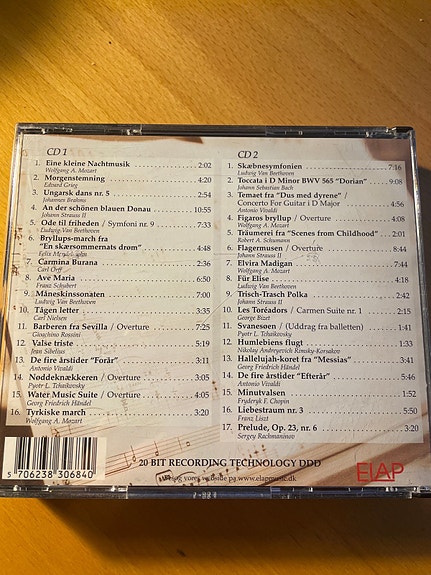 CD 1
1. Eine kleine Nachtmusik 2:02
Wolfgang A. Mozart
2. Morgenstemning 4:20
Edvard Grieg
3. Ungarsk dans nr. 5 2:54
Johannes Brahms
4. An der schönen blauen Donau 10:55
Johann Strauss II
5. Ode til friheden / Symfoni nr. 9 7:33
Ludwig Van Beethoven
6. Bryllups-march fra
"En skærsommernats drom" 4:48
Felix
7. Carmina Burana 2:36
Carl Orff
8. Ave Maria 6:50
Franz Schubert
9. Måneskinssonaten 7:00
Ludwig Van Beethoven
10. Tågen letter 3:21
Carl Nielsen
11. Barberen fra Sevilla / Overture 7:25
Gioachino Rossini
12. Valse triste 5:19
Jean Sibelius
13. De fire årstider "Forår" 3:11
Antonio Vivaldi
14. Nøddeknækkeren / Overture 4:05
Pyotr L. Tchaikovsky
15. Water Music Suite / Overture 3:10
Georg Friedrich Händel
16. Tyrkiske march 3:20
Wolfgang A. Mozart
CD 2
1. Skæbnesymfonien 7:16
Ludwig Van Beethoven
2. Toccata i D Minor BWV 565 "Dorian" 9:08
Johann Sebastian Bach
3. Temaet fra "Dus med dyrene" /
Concerto For Guitar i D Major 4:56
Antonio Vivaldi
4. Figaros bryllup / Overture 4:08
Wolfgang A. Mozart
5. Träumerei fra "Scenes from Childhood" 2:01
Robert A. Schumann
6. Flagermusen / Overture 8:44
Johann Strauss II
7. Elvira Madigan 7:44
Wolfgang A. Mozart
8. Für Elise 4:18
Ludwig Van Beethoven
9. Trisch-Trasch Polka 2:42
Johann Strauss II
10. Les Toréadors / Carmen Suite nr. 1 2:15
George Bizet
11. Svanesøen / (Uddrag fra balletten) 1:41
Pyotr L. Tchaikovsky
12. Humlebiens flugt 1:33
Nikolay Andreyevich Rimsky-Korsakov
13. Hallelujah-koret fra "Messias" 3:41
Georg Friedrich Händel
14. De fire årstider "Efterår" 5:46
Antonio Vivaldi
15. Minutvalsen 4:52
Fryderyk F. Chopin
16. Liebestraum nr. 3 5:50
Franz Liszt
17. Prelude, Op. 23, nr. 6 3:20
Sergey Rachmaninov
5 706238 306840
20 BIT RECORDING TECHNOLOGY DDD
Besøg vores website på www.elapmusic.dk
ElAP